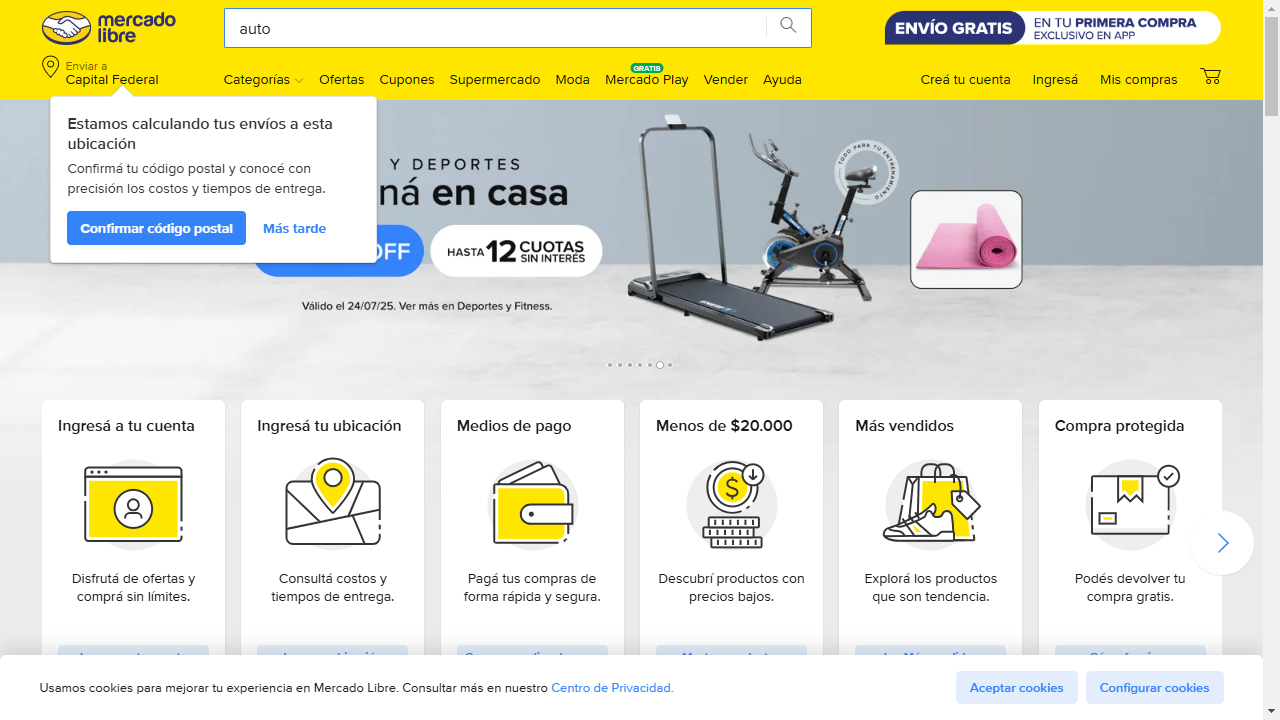 mercado
libre
auto
ENVÍO GRATIS
EN TU PRIMERA COMPRA
EXCLUSIVO EN APP
Enviar a
Capital Federal
Categorías
Ofertas
Cupones
Supermercado
Moda
GRATIS
Mercado Play
Vender
Ayuda
Creá tu cuenta
Ingresá
Mis compras
Estamos calculando tus envíos a esta
ubicación
Confirmá tu código postal y conocé con
precisión los costos y tiempos de entrega.
Confirmar código postal
Más tarde
Y DEPORTES
ná en casa
OFF
HASTA 12 CUOTAS
SIN INTERÉS
TODO PARA TU ENTRENAMIENTO
Válido el 24/07/25. Ver más en Deportes y Fitness.
Ingresá a tu cuenta
Disfrutá de ofertas y
comprá sin límites.
Ingresá tu ubicación
Consultá costos y
tiempos de entrega.
Medios de pago
Pagá tus compras de
forma rápida y segura.
Menos de $20.000
Descubrí productos con
precios bajos.
Más vendidos
Explorá los productos
que son tendencia.
Compra protegida
Podés devolver tu
compra gratis.
Usamos cookies para mejorar tu experiencia en Mercado Libre. Consultar más en nuestro Centro de Privacidad.
Aceptar cookies
Configurar cookies